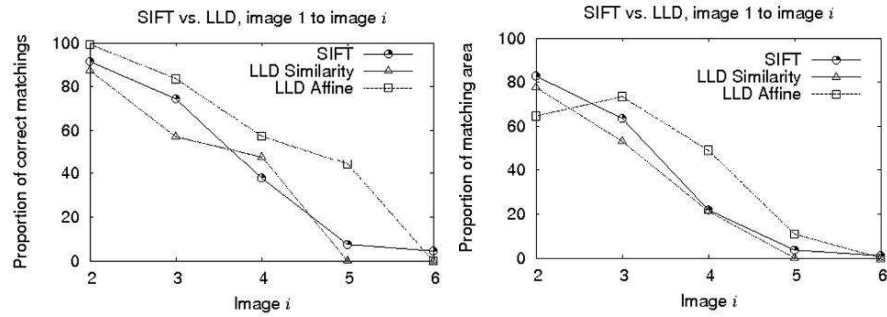 SIFT vs. LLD, image 1 to image i
Proportion of correct matchings
100
80
60
40
20
0
SIFT
LLD Similarity
LLD Affine
2 3 4 5 6
Image i
SIFT vs. LLD, image 1 to image i
Proportion of matching area
100
80
60
40
20
0
SIFT
LLD Similarity
LLD Affine
2 3 4 5 6
Image i